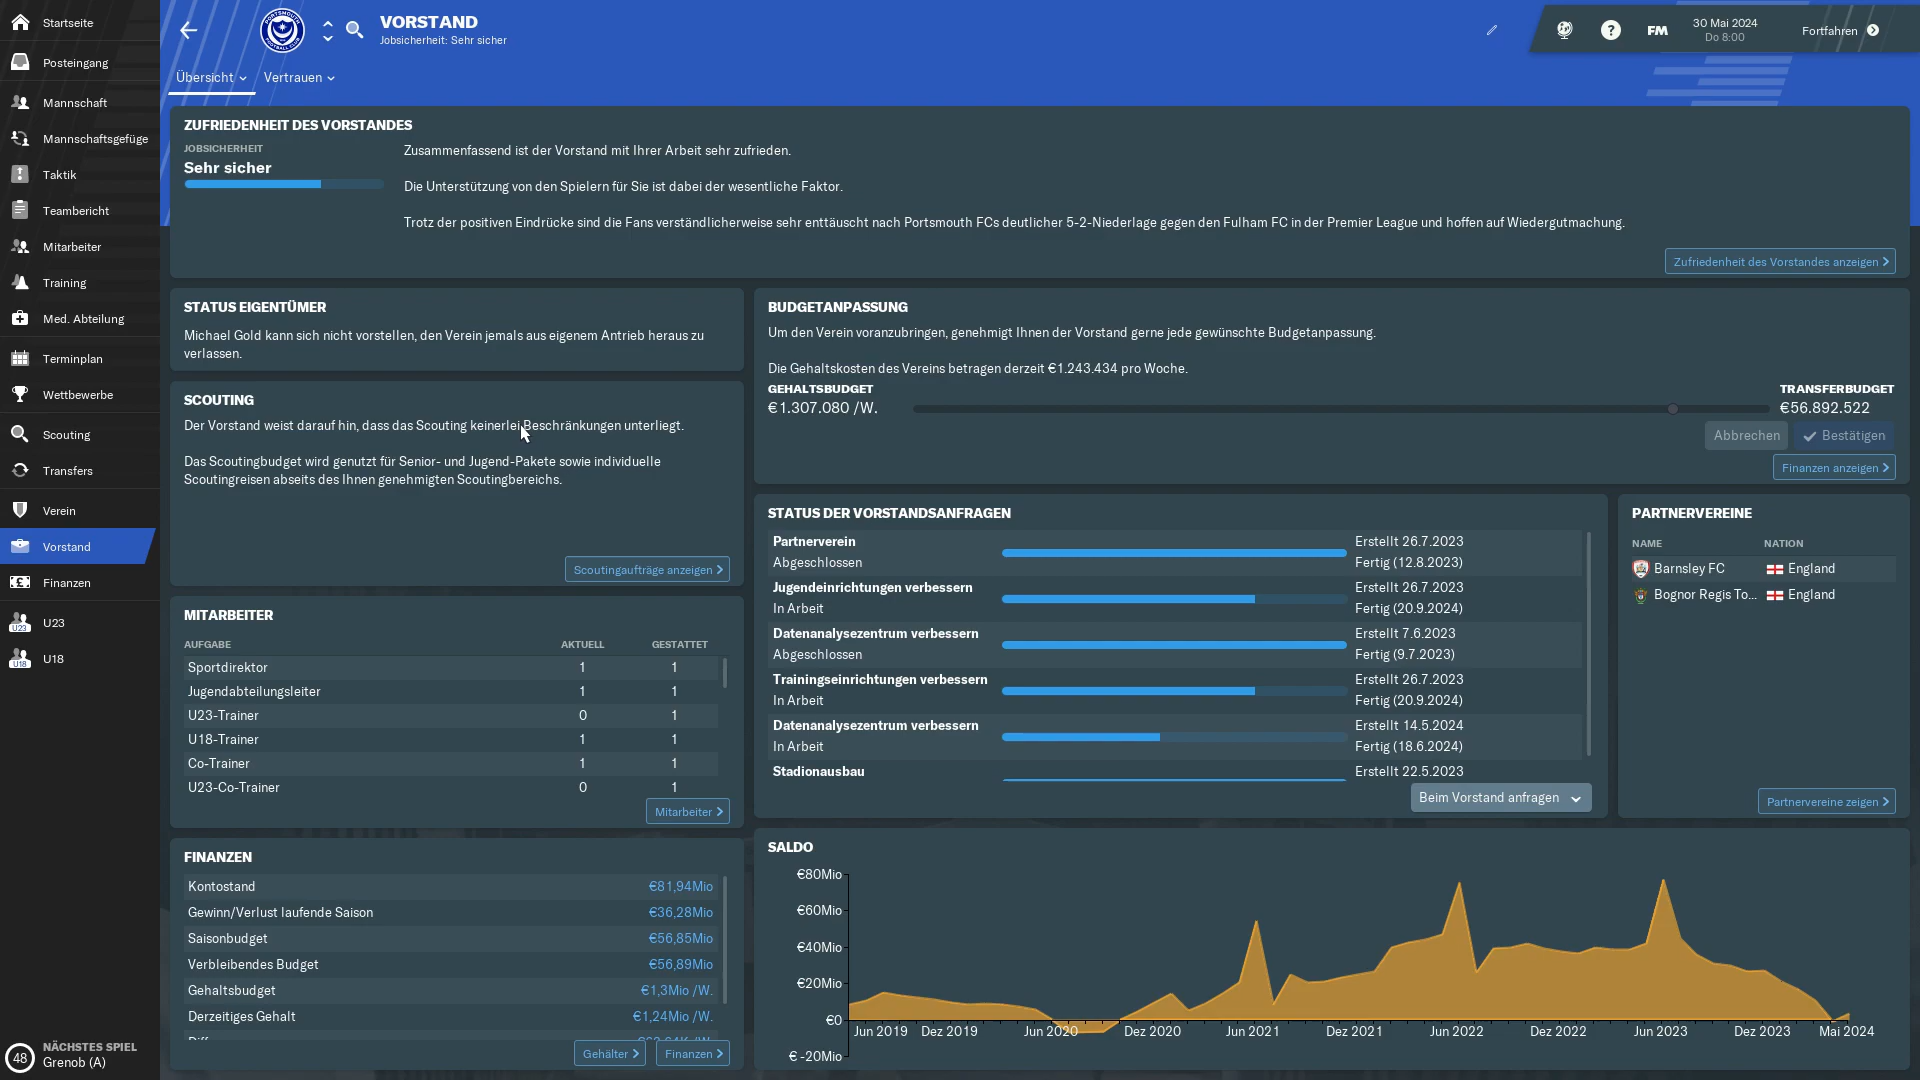 Startseite
Posteingang
Mannschaft
Mannschaftsgefüge
Taktik
Teambericht
Mitarbeiter
Training
Med. Abteilung
Terminplan
Wettbewerbe
Scouting
Transfers
Verein
Vorstand
Finanzen
U23
U23
U18
U18
48
NÄCHSTES SPIEL
Grenob (A)
VORSTAND
Jobsicherheit: Sehr sicher
?
FM
30 Mai 2024
Do 8:00
Fortfahren
Übersicht
Vertrauen
ZUFRIEDENHEIT DES VORSTANDES
JOBSICHERHEIT
Sehr sicher
Zusammenfassend ist der Vorstand mit Ihrer Arbeit sehr zufrieden.
Die Unterstützung von den Spielern für Sie ist dabei der wesentliche Faktor.
Trotz der positiven Eindrücke sind die Fans verständlicherweise sehr enttäuscht nach Portsmouth FCs deutlicher 5-2-Niederlage gegen den Fulham FC in der Premier League und hoffen auf Wiedergutmachung.
Zufriedenheit des Vorstandes anzeigen
STATUS EIGENTÜMER
Michael Gold kann sich nicht vorstellen, den Verein jemals aus eigenem Antrieb heraus zu
verlassen.
SCOUTING
Der Vorstand weist darauf hin, dass das Scouting keinerlei Beschränkungen unterliegt.
Das Scoutingbudget wird genutzt für Senior- und Jugend-Pakete sowie individuelle
Scoutingreisen abseits des Ihnen genehmigten Scoutingbereichs.
Scoutingaufträge anzeigen
MITARBEITER
AUFGABE AKTUELL GESTATTET
Sportdirektor 1 1
Jugendabteilungsleiter 1 1
U23-Trainer 0 1
U18-Trainer 1 1
Co-Trainer 1 1
U23-Co-Trainer 0 1
Mitarbeiter
FINANZEN
Kontostand €81,94Mio
Gewinn/Verlust laufende Saison €36,28Mio
Saisonbudget €56,85Mio
Verbleibendes Budget €56,89Mio
Gehaltsbudget €1,3Mio /W.
Derzeitiges Gehalt €1,24Mio /W.
Gehälter
Finanzen
BUDGETANPASSUNG
Um den Verein voranzubringen, genehmigt Ihnen der Vorstand gerne jede gewünschte Budgetanpassung.
Die Gehaltskosten des Vereins betragen derzeit €1.243.434 pro Woche.
GEHALTSBUDGET TRANSFERBUDGET
€1.307.080 /W. €56.892.522
Abbrechen
Bestätigen
Finanzen anzeigen
STATUS DER VORSTANDSANFRAGEN
Partnerverein Erstellt 26.7.2023
Abgeschlossen Fertig (12.8.2023)
Jugendeinrichtungen verbessern Erstellt 26.7.2023
In Arbeit Fertig (20.9.2024)
Datenanalysezentrum verbessern Erstellt 7.6.2023
Abgeschlossen Fertig (9.7.2023)
Trainingseinrichtungen verbessern Erstellt 26.7.2023
In Arbeit Fertig (20.9.2024)
Datenanalysezentrum verbessern Erstellt 14.5.2024
In Arbeit Fertig (18.6.2024)
Stadionausbau Erstellt 22.5.2023
Beim Vorstand anfragen
PARTNERVEREINE
NAME NATION
Barnsley FC England
Bognor Regis To... England
Partnervereine zeigen
SALDO
€80Mio
€60Mio
€40Mio
€20Mio
€0
€ -20Mio
Jun 2019 Dez 2019 Jun 2020 Dez 2020 Jun 2021 Dez 2021 Jun 2022 Dez 2022 Jun 2023 Dez 2023 Mai 2024